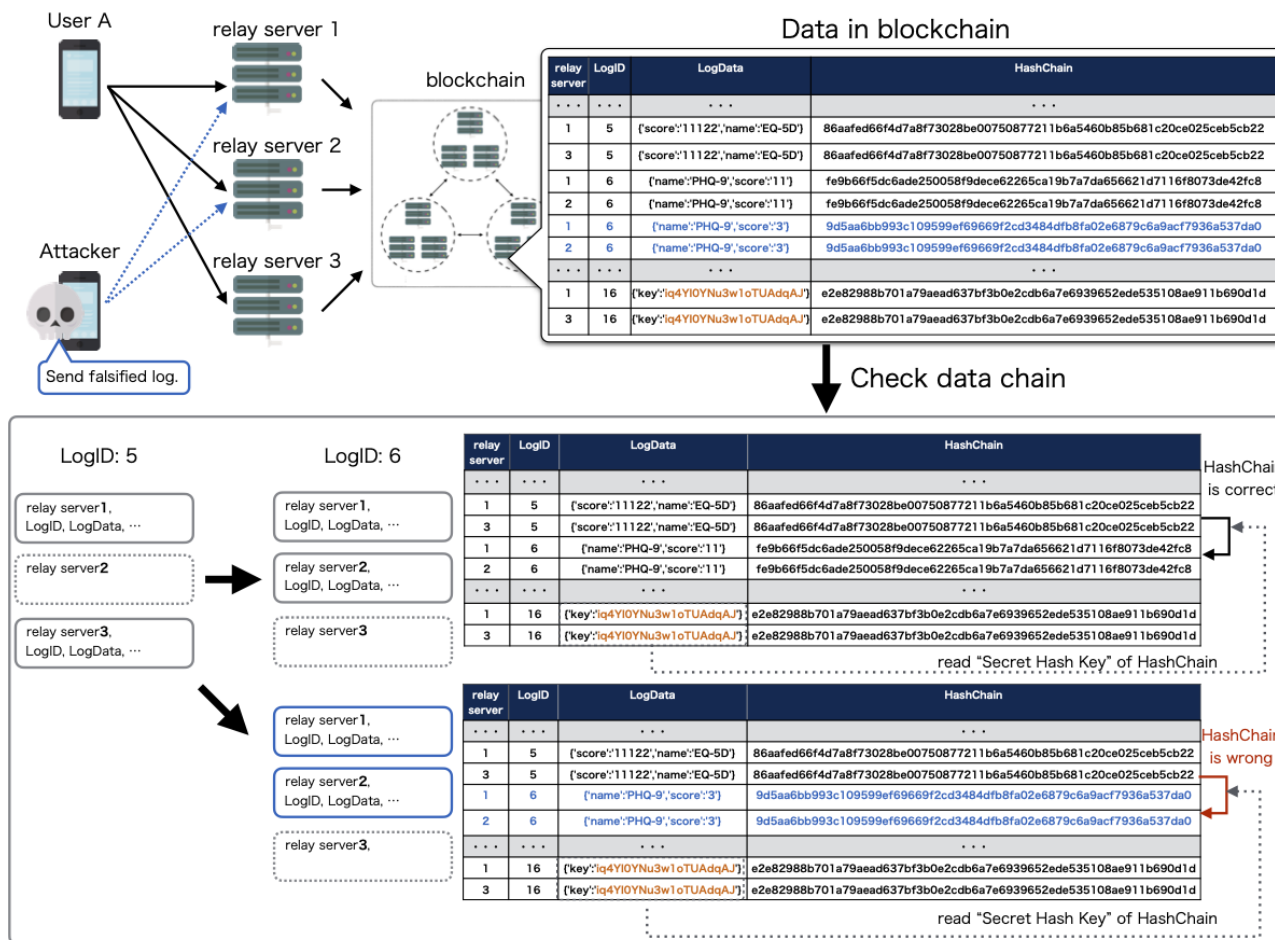 User A
relay server 1
relay server 2
relay server 3
Attacker
Send falsified log.
blockchain
Data in blockchain
relay server LogID LogData HashChain
・・・ ・・・ ・・・ ・・・
1 5 {'score':'11122','name':'EQ-5D'} 86aafed66f4d7a8f73028be00750877211b6a5460b85b681c20ce025ceb5cb22
3 5 {'score':'11122','name':'EQ-5D'} 86aafed66f4d7a8f73028be00750877211b6a5460b85b681c20ce025ceb5cb22
1 6 {'name':'PHQ-9','score':'11'} fe9b66f5dc6ade250058f9dece62265ca19b7a7da656621d7116f8073de42fc8
2 6 {'name':'PHQ-9','score':'11'} fe9b66f5dc6ade250058f9dece62265ca19b7a7da656621d7116f8073de42fc8
1 6 {'name':'PHQ-9','score':'3'} 9d5aa6bb993c109599ef69669f2cd3484dfb8fa02e6879c6a9acf7936a537da0
2 6 {'name':'PHQ-9','score':'3'} 9d5aa6bb993c109599ef69669f2cd3484dfb8fa02e6879c6a9acf7936a537da0
・・・ ・・・ ・・・ ・・・
1 16 {'key':'iq4YI0YNu3w1oTUAdqAJ'} e2e82988b701a79aead637bf3b0e2cdb6a7e6939652ede535108ae911b690d1d
3 16 {'key':'iq4YI0YNu3w1oTUAdqAJ'} e2e82988b701a79aead637bf3b0e2cdb6a7e6939652ede535108ae911b690d1d
Check data chain
LogID: 5
relay server1,
LogID, LogData, …
relay server2
relay server3,
LogID, LogData, …
LogID: 6
relay server1,
LogID, LogData, …
relay server2,
LogID, LogData, …
relay server3
relay server1,
LogID, LogData, …
relay server2,
LogID, LogData, …
relay server3,
relay server LogID LogData HashChain
・・・ ・・・ ・・・ ・・・
1 5 {'score':'11122','name':'EQ-5D'} 86aafed66f4d7a8f73028be00750877211b6a5460b85b681c20ce025ceb5cb22
3 5 {'score':'11122','name':'EQ-5D'} 86aafed66f4d7a8f73028be00750877211b6a5460b85b681c20ce025ceb5cb22
1 6 {'name':'PHQ-9','score':'11'} fe9b66f5dc6ade250058f9dece62265ca19b7a7da656621d7116f8073de42fc8
2 6 {'name':'PHQ-9','score':'11'} fe9b66f5dc6ade250058f9dece62265ca19b7a7da656621d7116f8073de42fc8
・・・ ・・・ ・・・ ・・・
1 16 {'key':'iq4YI0YNu3w1oTUAdqAJ'} e2e82988b701a79aead637bf3b0e2cdb6a7e6939652ede535108ae911b690d1d
3 16 {'key':'iq4YI0YNu3w1oTUAdqAJ'} e2e82988b701a79aead637bf3b0e2cdb6a7e6939652ede535108ae911b690d1d
HashChain
is correct
read “Secret Hash Key” of HashChain
relay server LogID LogData HashChain
・・・ ・・・ ・・・ ・・・
1 5 {'score':'11122','name':'EQ-5D'} 86aafed66f4d7a8f73028be00750877211b6a5460b85b681c20ce025ceb5cb22
3 5 {'score':'11122','name':'EQ-5D'} 86aafed66f4d7a8f73028be00750877211b6a5460b85b681c20ce025ceb5cb22
1 6 {'name':'PHQ-9','score':'3'} 9d5aa6bb993c109599ef69669f2cd3484dfb8fa02e6879c6a9acf7936a537da0
2 6 {'name':'PHQ-9','score':'3'} 9d5aa6bb993c109599ef69669f2cd3484dfb8fa02e6879c6a9acf7936a537da0
・・・ ・・・ ・・・ ・・・
1 16 {'key':'iq4YI0YNu3w1oTUAdqAJ'} e2e82988b701a79aead637bf3b0e2cdb6a7e6939652ede535108ae911b690d1d
3 16 {'key':'iq4YI0YNu3w1oTUAdqAJ'} e2e82988b701a79aead637bf3b0e2cdb6a7e6939652ede535108ae911b690d1d
HashChain
is wrong
read “Secret Hash Key” of HashChain